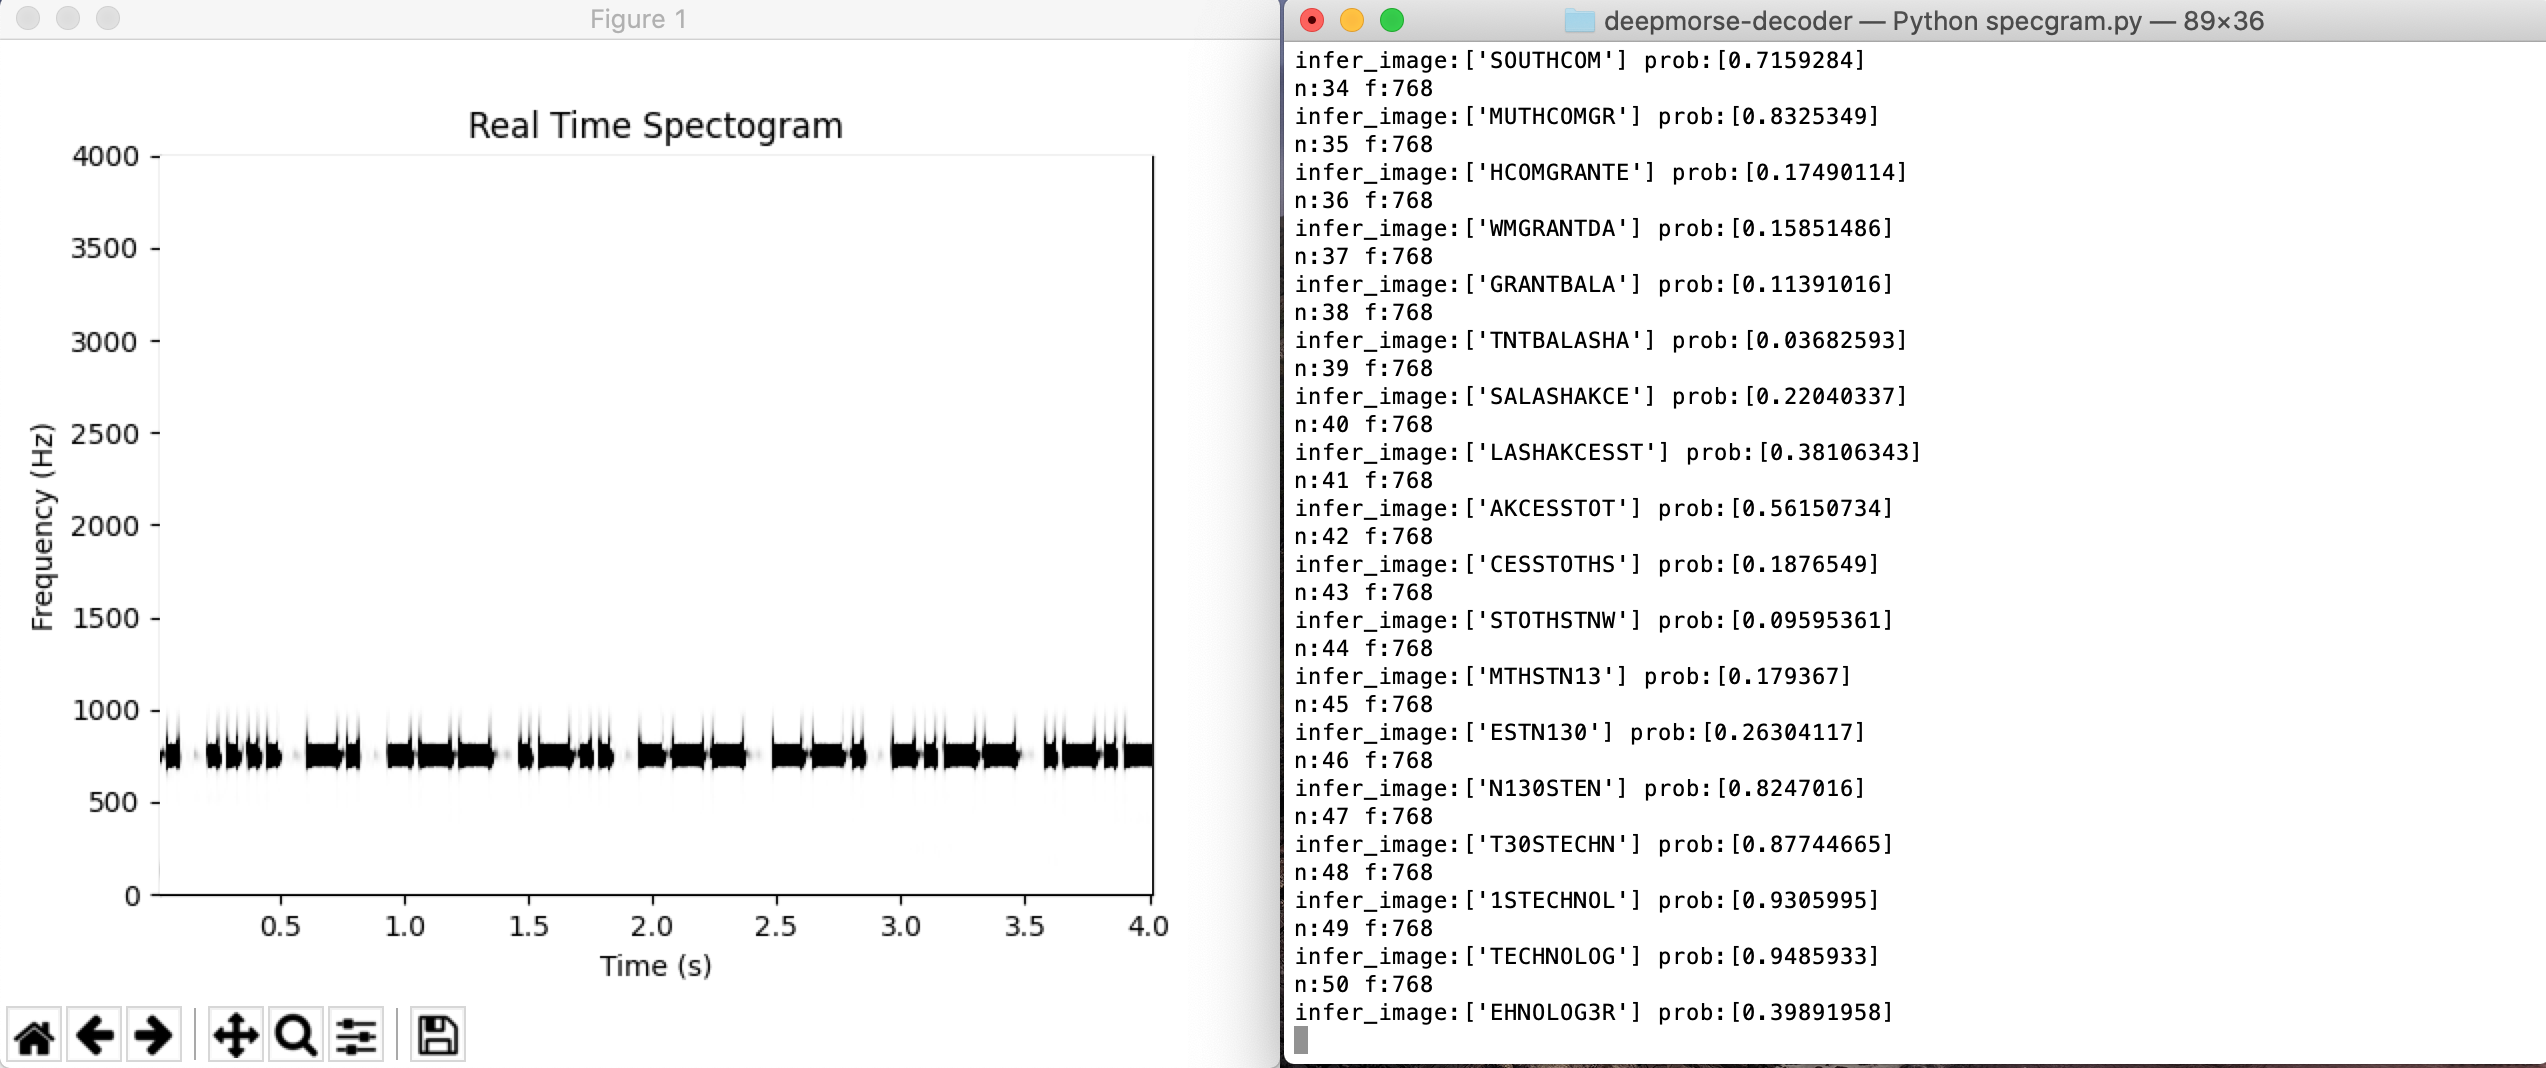 Figure 1
Real Time Spectogram
4000
3500
3000
2500
2000
1500
1000
500
0
Frequency (Hz)
0.5 1.0 1.5 2.0 2.5 3.0 3.5 4.0
Time (s)
deepmorse-decoder — Python specgram.py — 89×36
infer_image:['SOUTHCOM'] prob:[0.7159284]
n:34 f:768
infer_image:['MUTHCOMGR'] prob:[0.8325349]
n:35 f:768
infer_image:['HCOMGRANTE'] prob:[0.17490114]
n:36 f:768
infer_image:['WMGRANTDA'] prob:[0.15851486]
n:37 f:768
infer_image:['GRANTBALA'] prob:[0.11391016]
n:38 f:768
infer_image:['TNTBALASHA'] prob:[0.03682593]
n:39 f:768
infer_image:['SALASHAKCE'] prob:[0.22040337]
n:40 f:768
infer_image:['LASHAKCESST'] prob:[0.38106343]
n:41 f:768
infer_image:['AKCESSTOT'] prob:[0.56150734]
n:42 f:768
infer_image:['CESSTOTHS'] prob:[0.1876549]
n:43 f:768
infer_image:['STOTHSTNW'] prob:[0.09595361]
n:44 f:768
infer_image:['MTHSTN13'] prob:[0.179367]
n:45 f:768
infer_image:['ESTN130'] prob:[0.26304117]
n:46 f:768
infer_image:['N130STEN'] prob:[0.8247016]
n:47 f:768
infer_image:['T30STECHN'] prob:[0.87744665]
n:48 f:768
infer_image:['1STECHNOL'] prob:[0.9305995]
n:49 f:768
infer_image:['TECHNOLOG'] prob:[0.9485933]
n:50 f:768
infer_image:['EHNOLOG3R'] prob:[0.39891958]